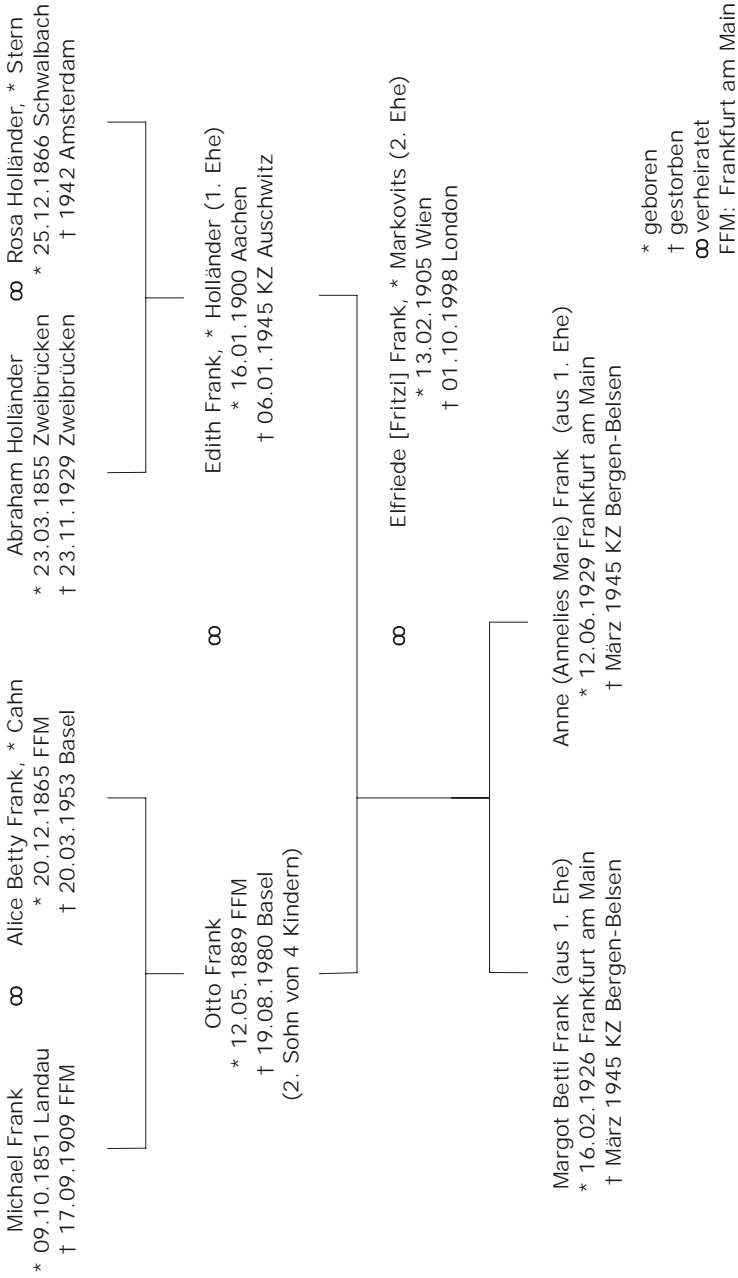 Michael Frank
* 09.10.1851 Landau
† 17.09.1909 FFM
∞
Alice Betty Frank, * Cahn
* 20.12.1865 FFM
† 20.03.1953 Basel
Abraham Holländer
* 23.03.1855 Zweibrücken
† 23.11.1929 Zweibrücken
∞
Rosa Holländer, * Stern
* 25.12.1866 Schwalbach
† 1942 Amsterdam
Otto Frank
* 12.05.1889 FFM
† 19.08.1980 Basel
(2. Sohn von 4 Kindern)
∞
Edith Frank, * Holländer (1. Ehe)
* 16.01.1900 Aachen
† 06.01.1945 KZ Auschwitz
∞
Elfriede [Fritzi] Frank, * Markovits (2. Ehe)
* 13.02.1905 Wien
† 01.10.1998 London
Margot Betti Frank (aus 1. Ehe)
* 16.02.1926 Frankfurt am Main
† März 1945 KZ Bergen-Belsen
Anne (Annelies Marie) Frank (aus 1. Ehe)
* 12.06.1929 Frankfurt am Main
† März 1945 KZ Bergen-Belsen
* geboren
† gestorben
∞ verheiratet
FFM: Frankfurt am Main